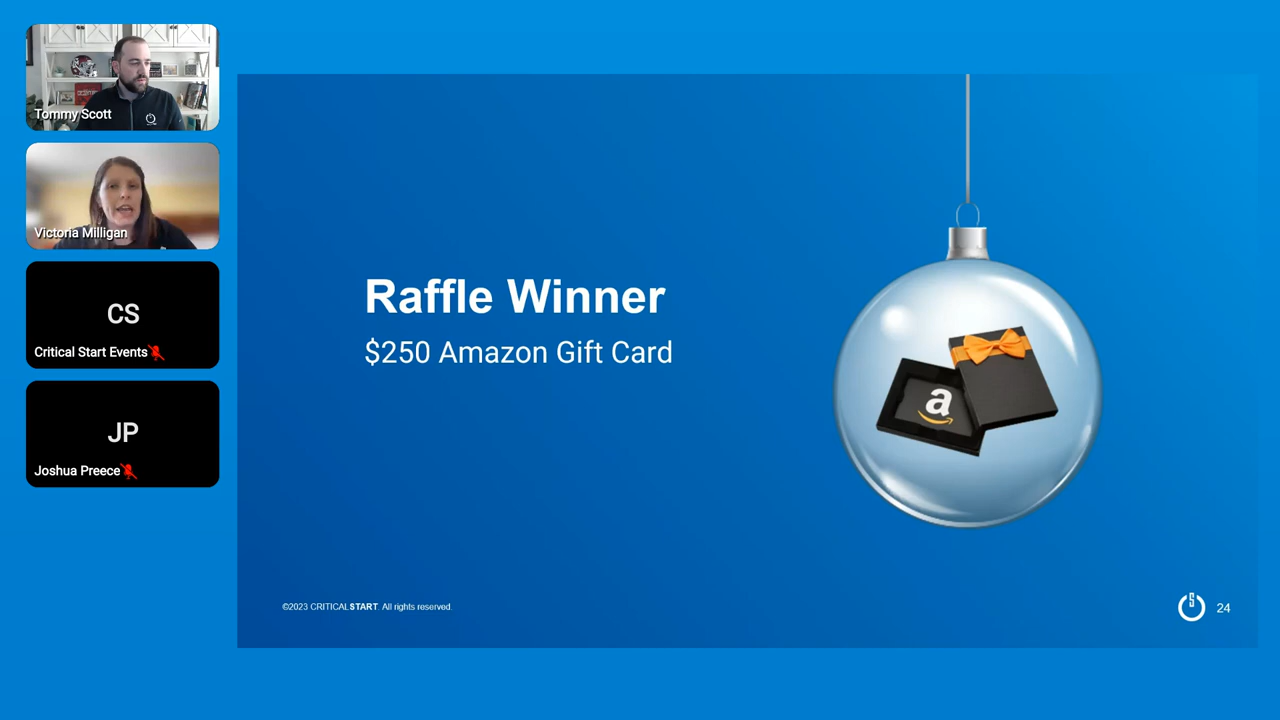 Tommy Scott
Victoria Milligan
CS
Critical Start Events
JP
Joshua Preece
Raffle Winner
$250 Amazon Gift Card
a
©2023 CRITICALSTART. All rights reserved.
24